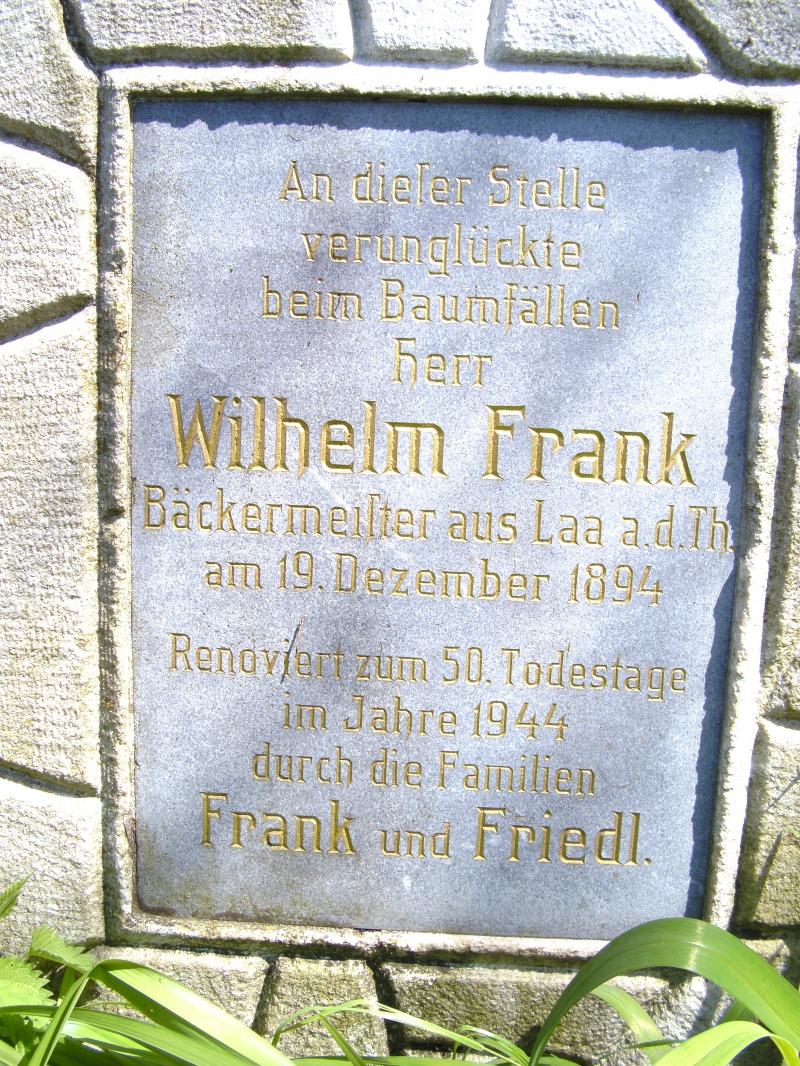 An dieſer Stelle
verunglückte
beim Baumfällen
Herr
Wilhelm Frank
Bäckermeiſter aus Laa a.d.Th.
am 19. Dezember 1894
Renoviert zum 50. Todestage
im Jahre 1944
durch die Familien
Frank und Friedl.